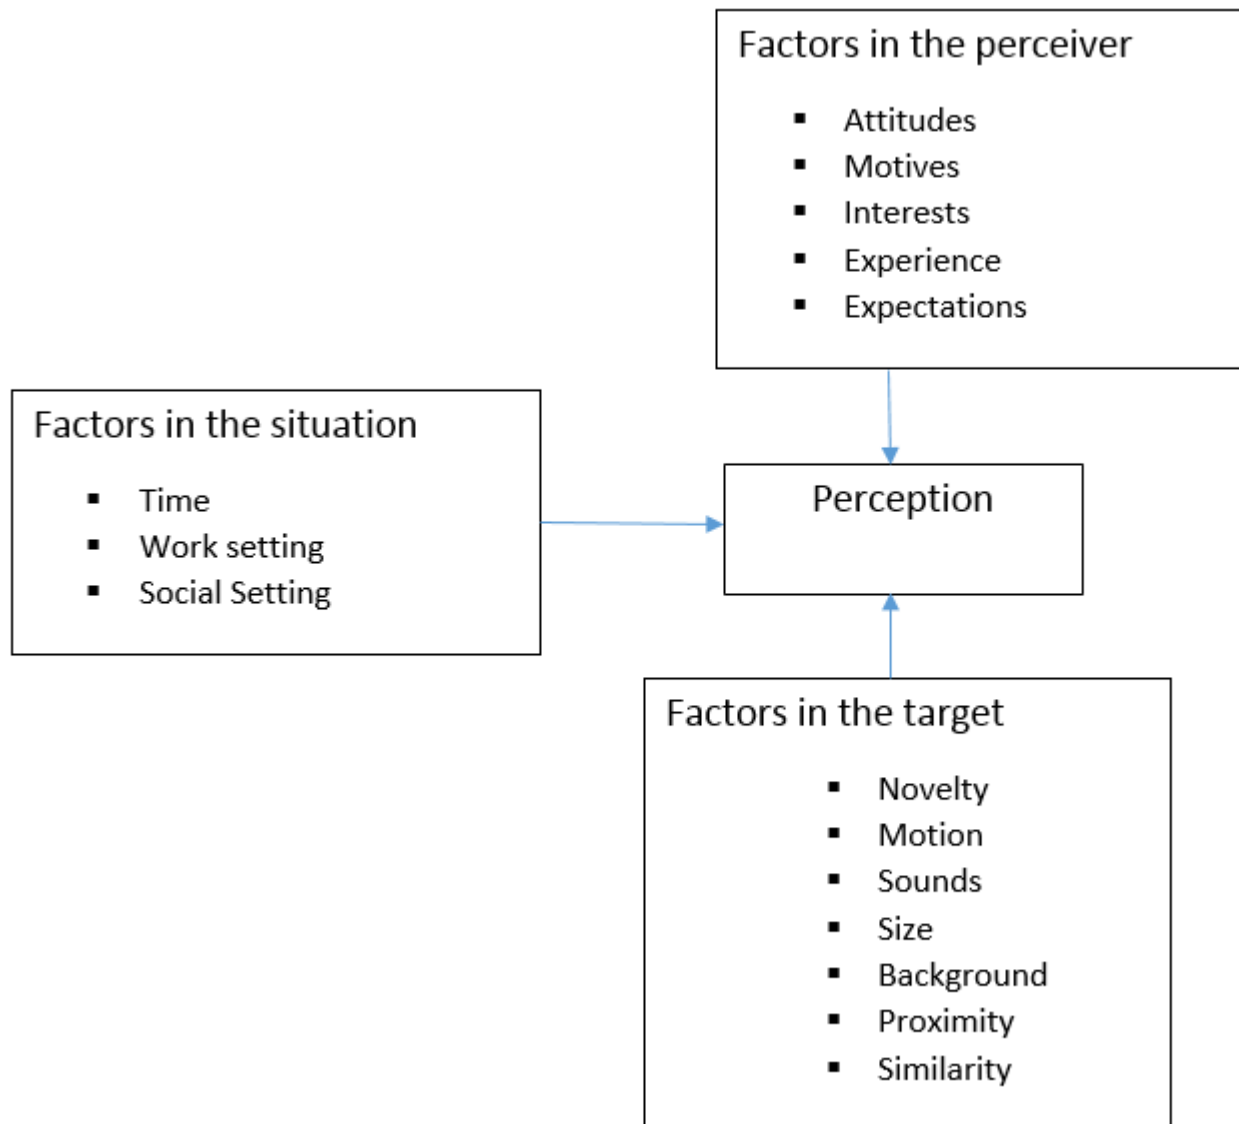 Factors in the perceiver
▪ Attitudes
▪ Motives
▪ Interests
▪ Experience
▪ Expectations
Factors in the situation
▪ Time
▪ Work setting
▪ Social Setting
Perception
Factors in the target
▪ Novelty
▪ Motion
▪ Sounds
▪ Size
▪ Background
▪ Proximity
▪ Similarity